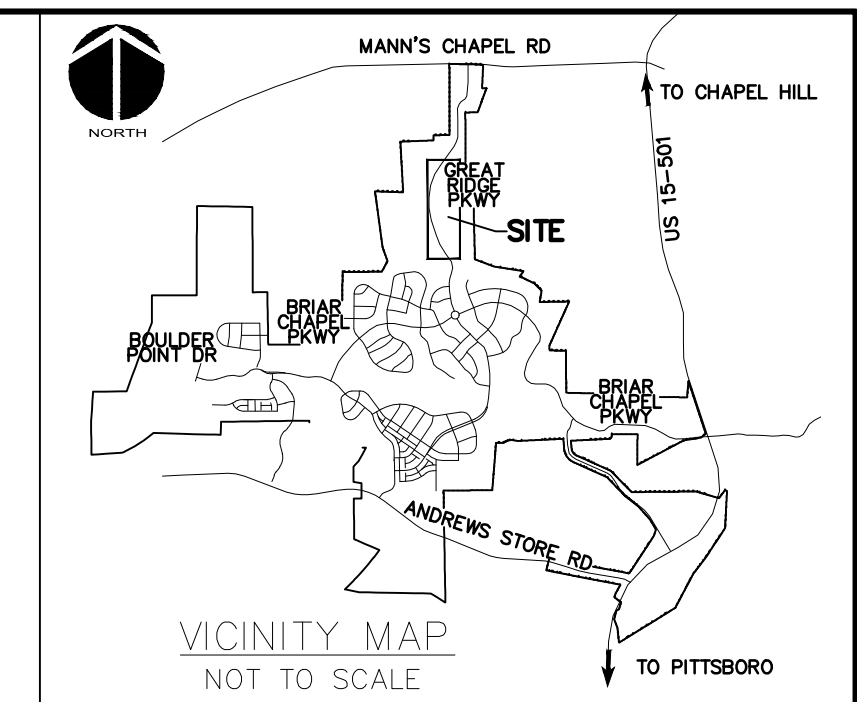 MANN'S CHAPEL RD
NORTH
TO CHAPEL HILL
US 15-501
GREAT
RIDGE
PKWY
SITE
BRIAR
CHAPEL
PKWY
BOULDER
POINT DR
BRIAR
CHAPEL
PKWY
ANDREWS STORE RD
VICINITY MAP
NOT TO SCALE
TO PITTSBORO